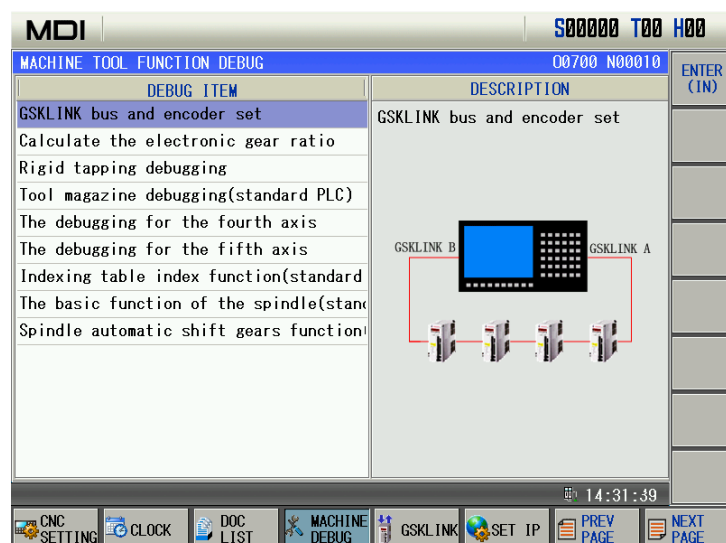 MDI
S00000 T00 H00
MACHINE TOOL FUNCTION DEBUG
O0700 N00010
ENTER
(IN)
DEBUG ITEM
DESCRIPTION
GSKLINK bus and encoder set
Calculate the electronic gear ratio
Rigid tapping debugging
Tool magazine debugging(standard PLC)
The debugging for the fourth axis
The debugging for the fifth axis
Indexing table index function(standard
The basic function of the spindle(stan
Spindle automatic shift gears function
GSKLINK bus and encoder set
GSKLINK B
GSKLINK A
14:31:39
CNC
SETTING
CLOCK
DOC
LIST
MACHINE
DEBUG
GSKLINK
SET IP
PREV
PAGE
NEXT
PAGE